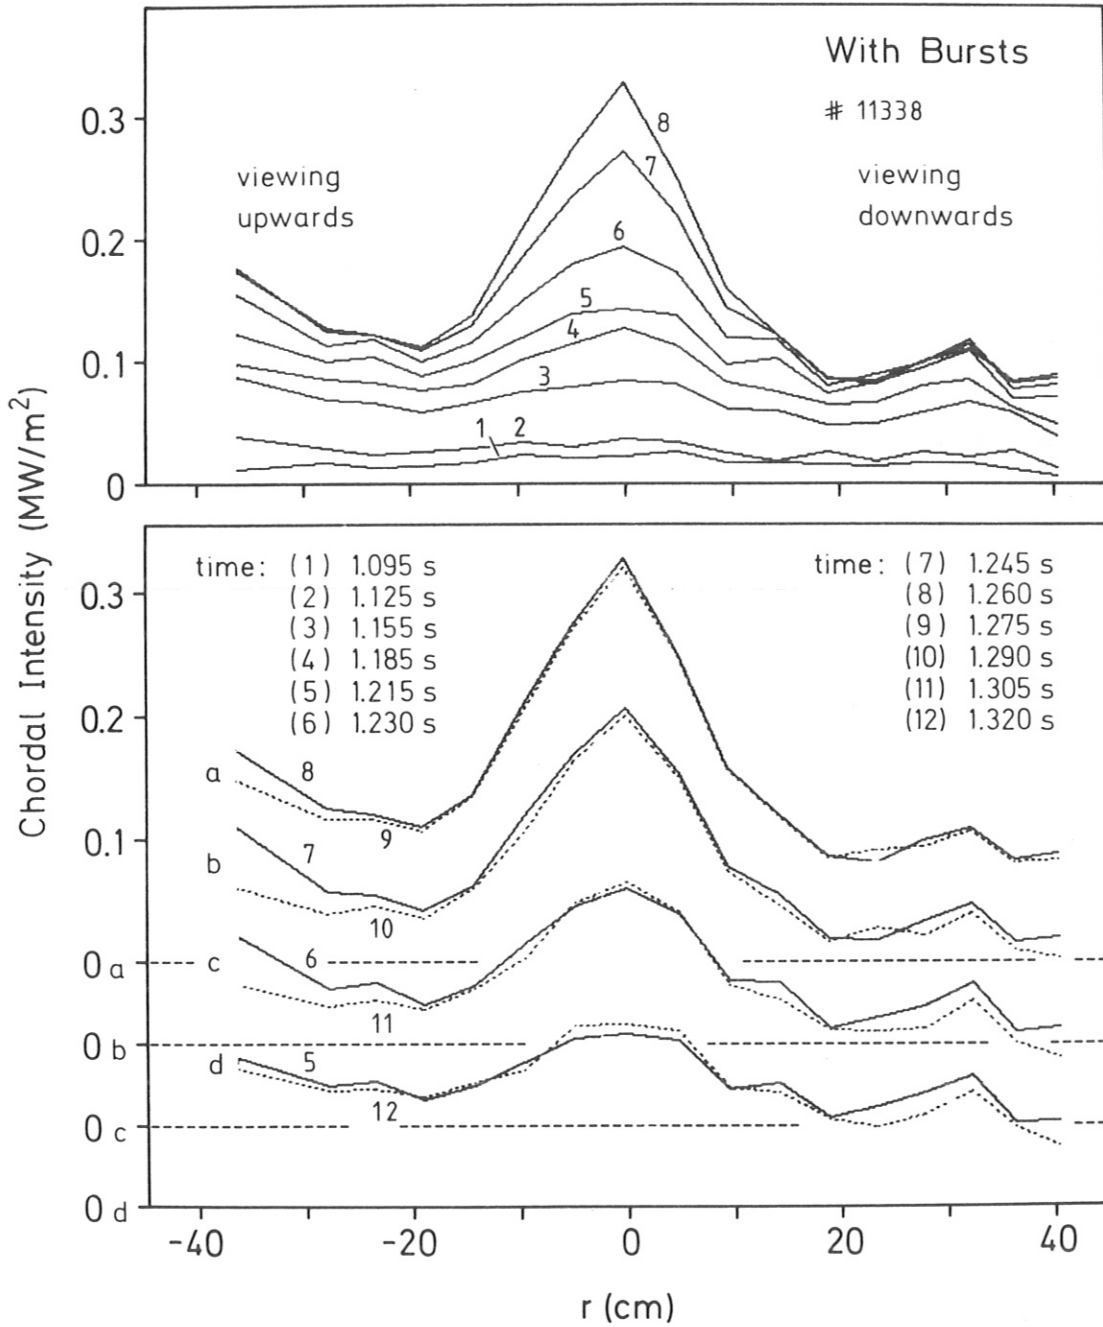 With Bursts
# 11338
0.3
8
7
viewing
upwards
viewing
downwards
0.2
6
5
4
0.1
3
1 2
0
Chordal Intensity (MW/m²)
time: (1) 1.095 s
(2) 1.125 s
(3) 1.155 s
(4) 1.185 s
(5) 1.215 s
(6) 1.230 s
time: (7) 1.245 s
(8) 1.260 s
(9) 1.275 s
(10) 1.290 s
(11) 1.305 s
(12) 1.320 s
0.3
0.2
a 8
9
0.1
b 7
10
0 a
c 6
11
0 b
d 5
12
0 c
0 d
-40 -20 0 20 40
r (cm)